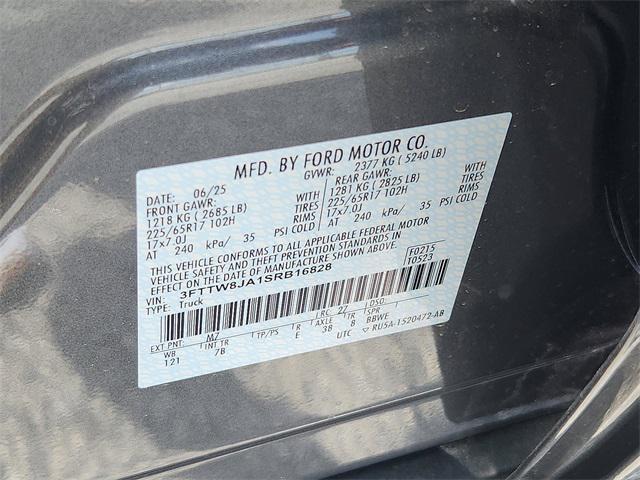 MFD. BY FORD MOTOR CO.
DATE: 06/25 GVWR: 2377 KG ( 5240 LB)
FRONT GAWR: WITH REAR GAWR: WITH
1218 KG ( 2685 LB) TIRES 1281 KG ( 2825 LB) TIRES
225/65R17 102H RIMS 225/65R17 102H RIMS
17x7.0J PSI COLD 17x7.0J PSI COLD
AT 240 kPa/ 35 AT 240 kPa/ 35
THIS VEHICLE CONFORMS TO ALL APPLICABLE FEDERAL MOTOR
VEHICLE SAFETY AND THEFT PREVENTION STANDARDS IN
EFFECT ON THE DATE OF MANUFACTURE SHOWN ABOVE.
VIN: 3FTTW8JA1SRB16828 F0215
TYPE: Truck T0523
EXT PNT: M7 LRC: 27 DSO:
WB INT TR TP/PS R AXLE SPR
121 7B E 38 8 BBWE
UTC ▽ RU5A-1520472-AB